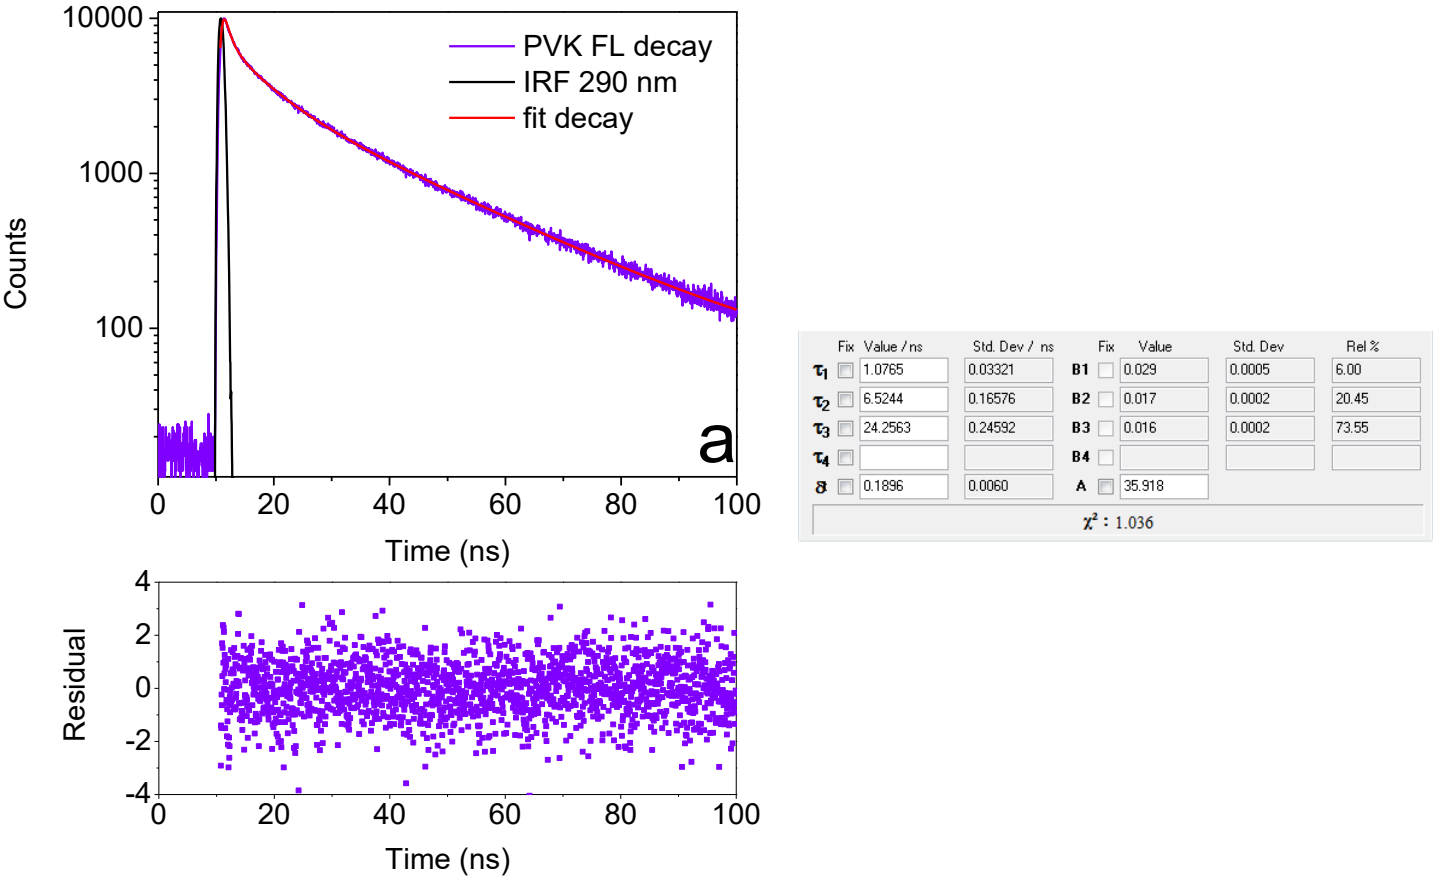 10000
1000
100
Counts
PVK FL decay
IRF 290 nm
fit decay
a
0 20 40 60 80 100
Time (ns)
4
2
0
-2
-4
Residual
0 20 40 60 80 100
Time (ns)
Fix Value / ns Std. Dev / ns Fix Value Std. Dev Rel %
τ1 1.0765 0.03321 B1 0.029 0.0005 6.00
τ2 6.5244 0.16576 B2 0.017 0.0002 20.45
τ3 24.2563 0.24592 B3 0.016 0.0002 73.55
τ4 B4
∂ 0.1896 0.0060 A 35.918
χ² : 1.036